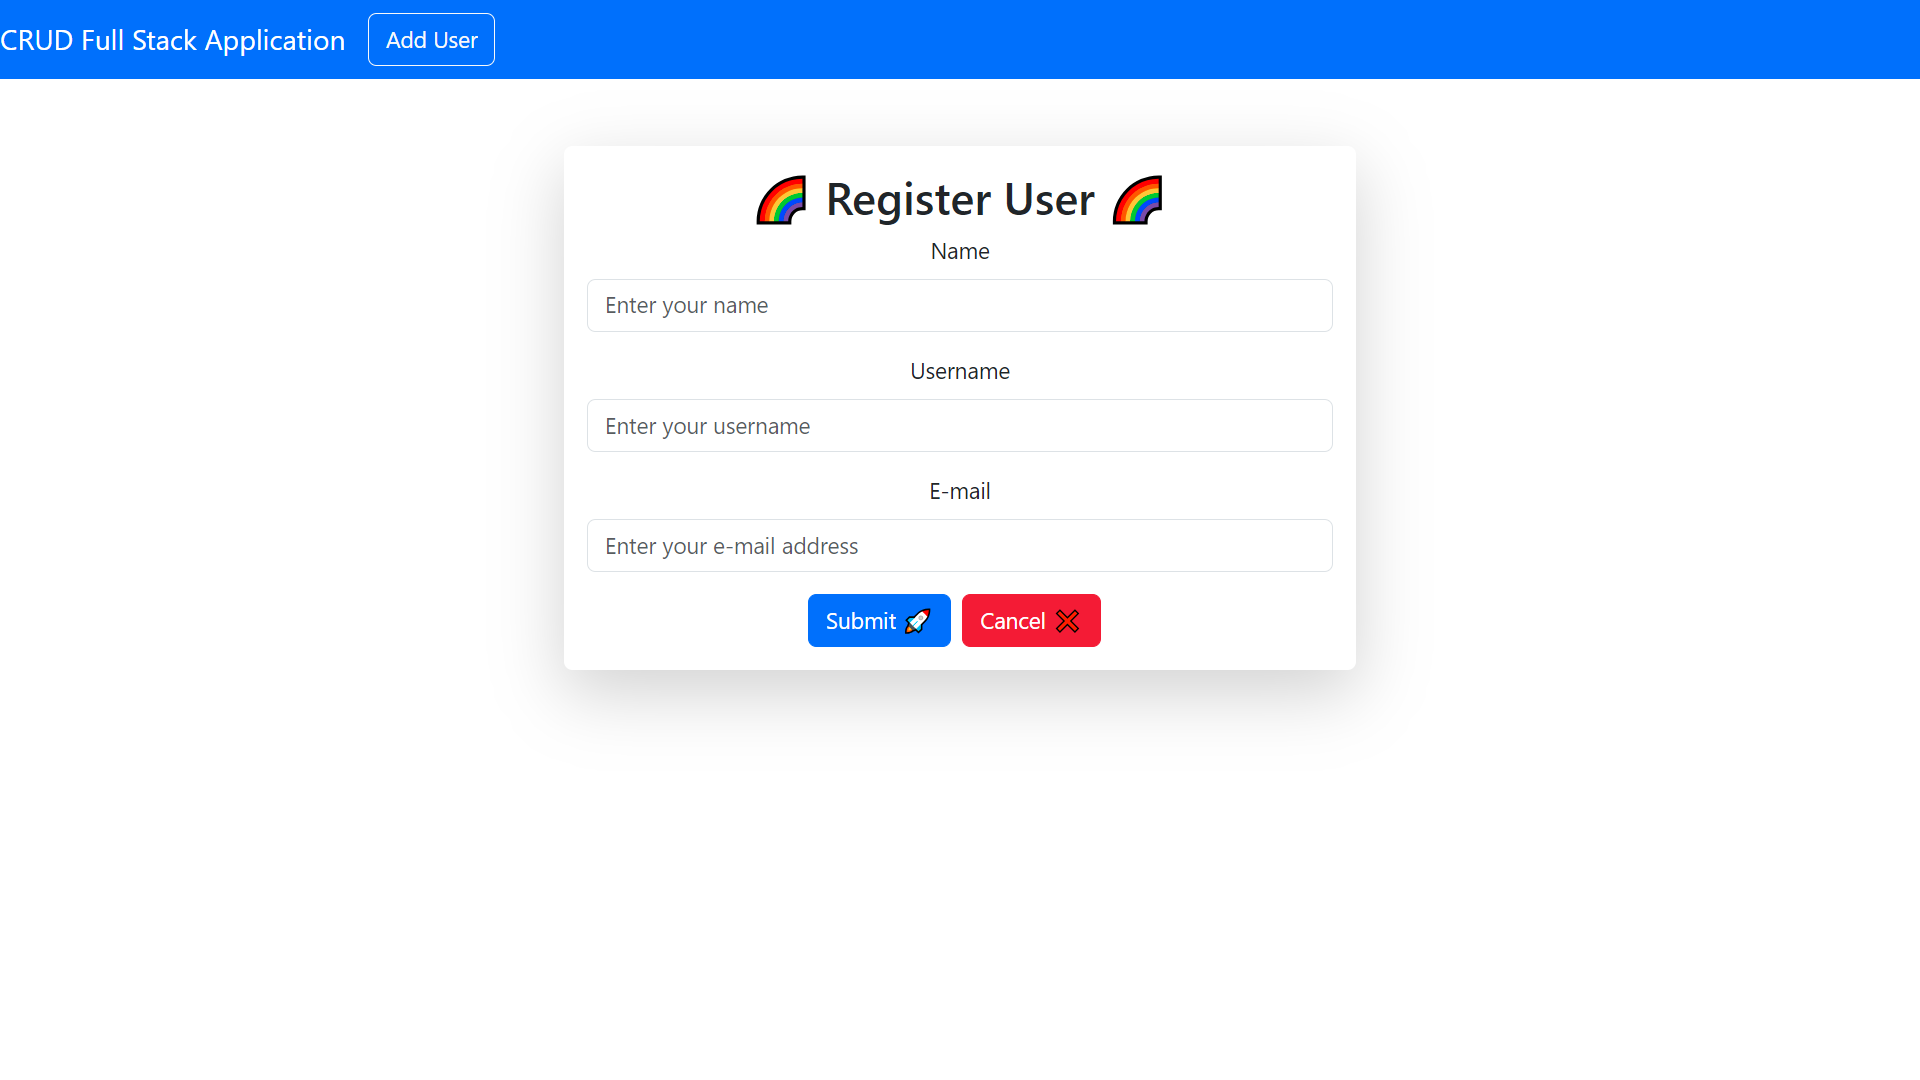 CRUD Full Stack Application Add User
🌈 Register User 🌈
Name
Enter your name
Username
Enter your username
E-mail
Enter your e-mail address
Submit 🚀 Cancel ❌